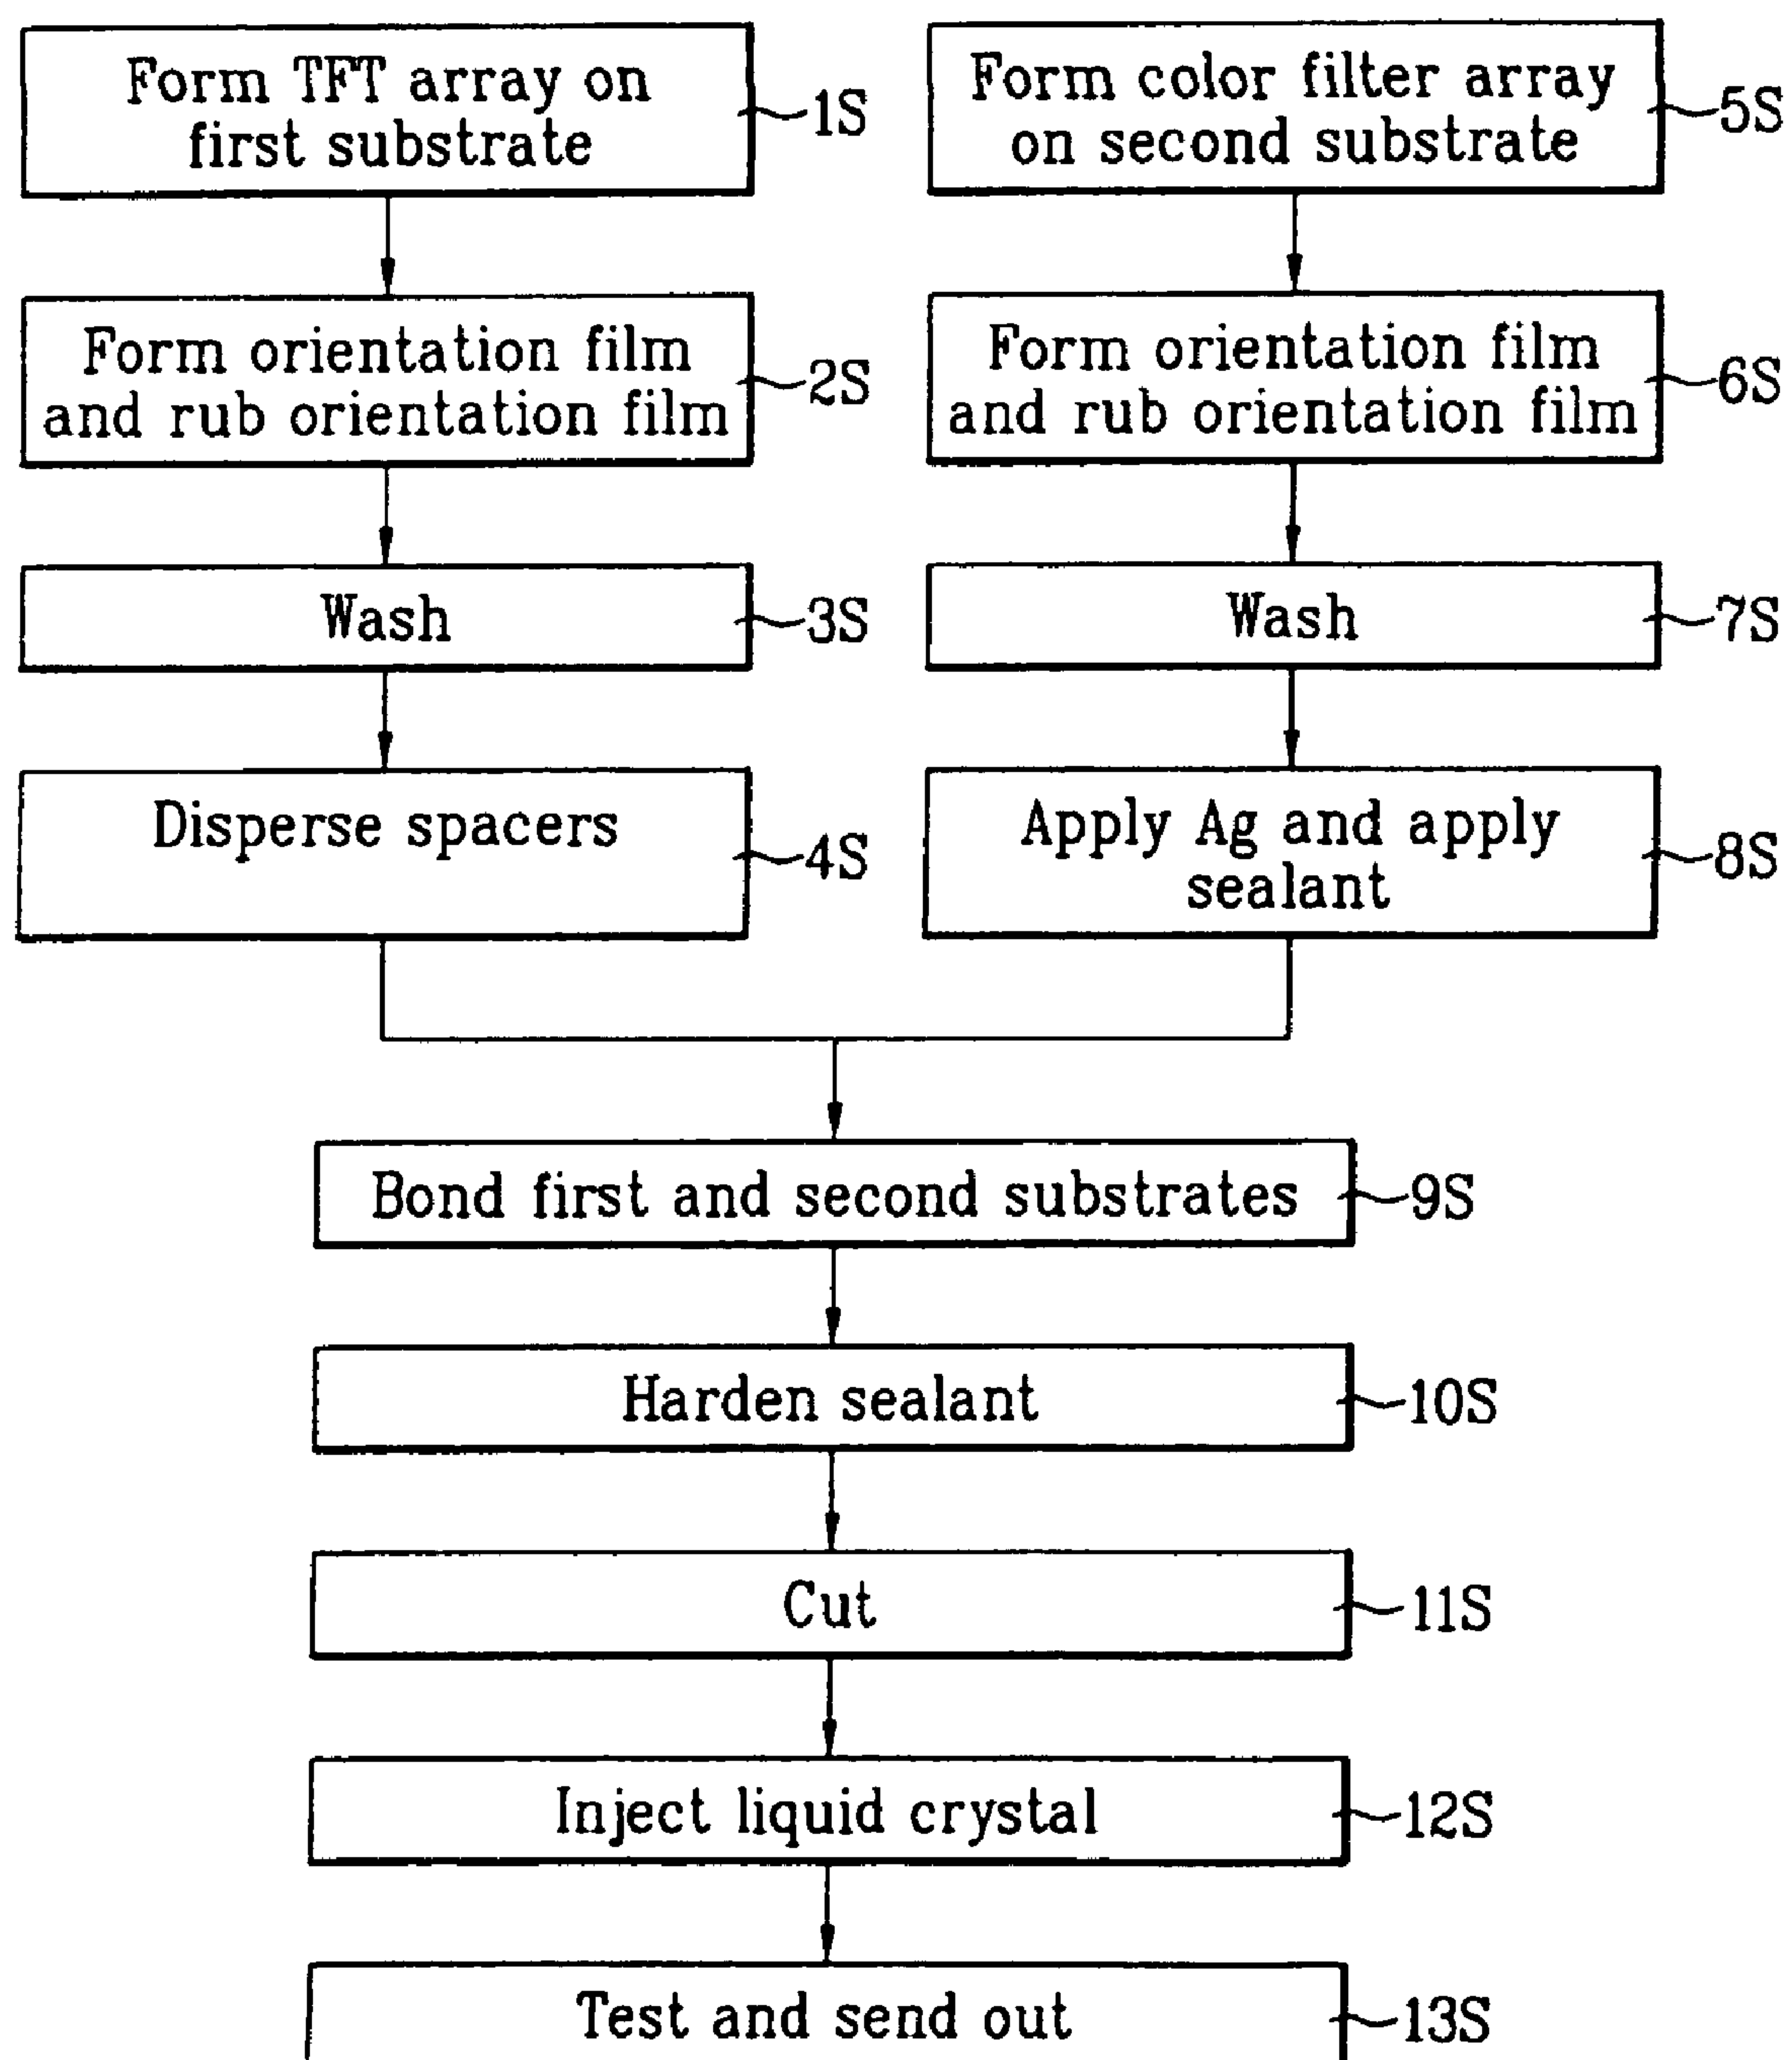 Form TFT array on
first substrate
1S
Form color filter array
on second substrate
5S
Form orientation film
and rub orientation film
2S
Form orientation film
and rub orientation film
6S
Wash
3S
Wash
7S
Disperse spacers
4S
Apply Ag and apply
sealant
8S
Bond first and second substrates
9S
Harden sealant
10S
Cut
11S
Inject liquid crystal
12S
Test and send out
13S